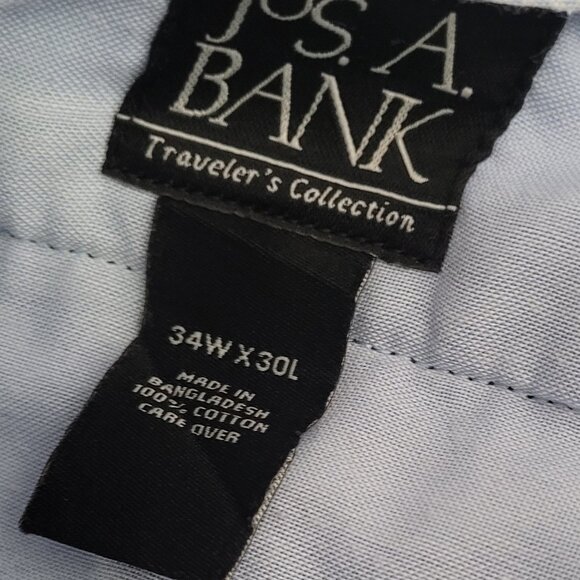 JoS. A.
BANK
Traveler's Collection
34W X 30L
MADE IN
BANGLADESH
100% COTTON
CARE OVER